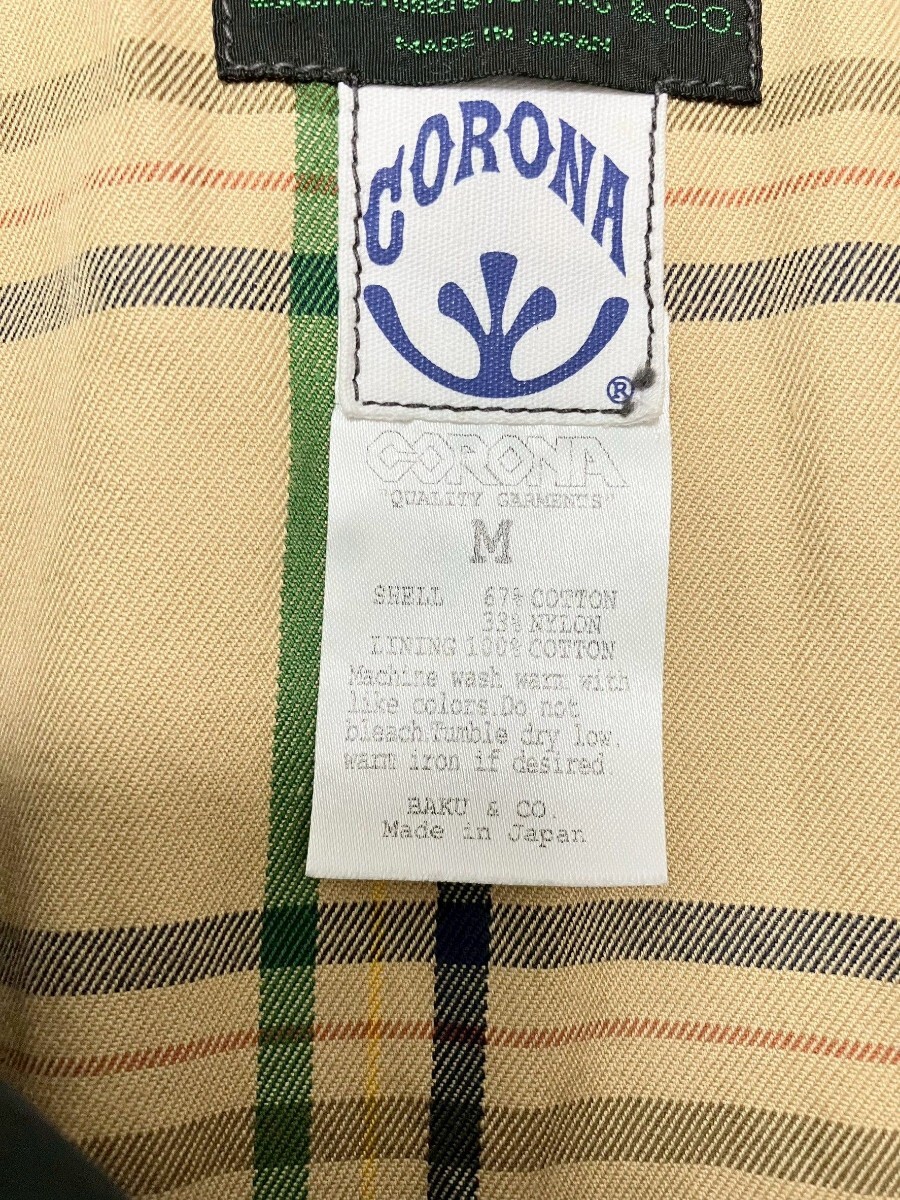 & CO.
MADE IN JAPAN
CORONA
®
CORONA
"QUALITY GARMENTS"
M
SHELL 67% COTTON
33% NYLON
LINING 100% COTTON
Machine wash warm with
like colors.Do not
bleach.Tumble dry low.
warm iron if desired.
BAKU & CO.
Made in Japan